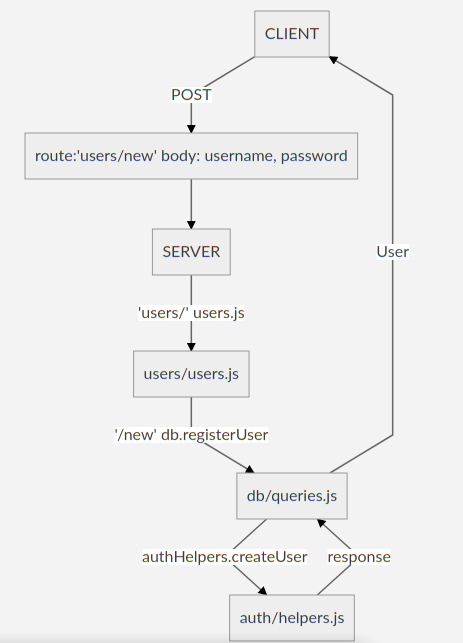 CLIENT
POST
route:'users/new' body: username, password
SERVER
User
'users/' users.js
users/users.js
'/new' db.registerUser
db/queries.js
authHelpers.createUser
response
auth/helpers.js